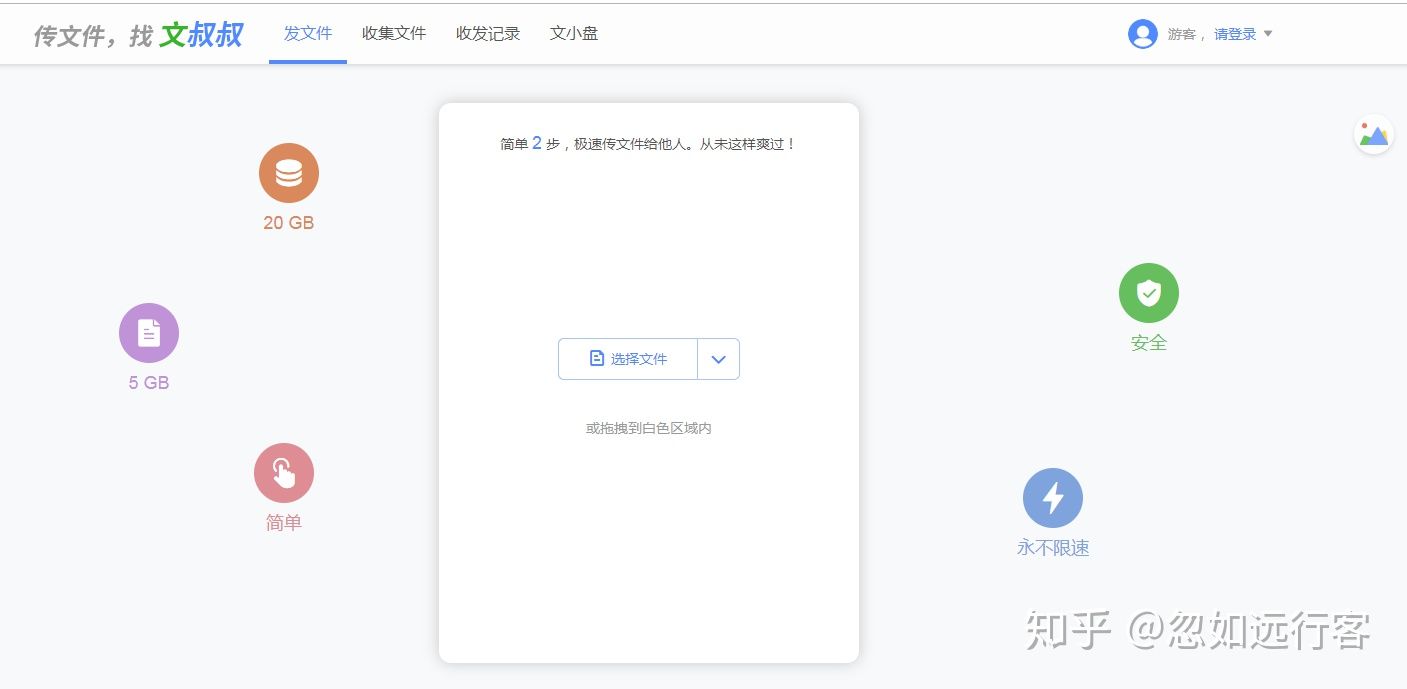 传文件，找 文叔叔
发文件 收集文件 收发记录 文小盘
游客，请登录
简单 2 步，极速传文件给他人。从未这样爽过！
20 GB
5 GB
简单
选择文件
或拖拽到白色区域内
安全
永不限速
知乎 @忽如远行客